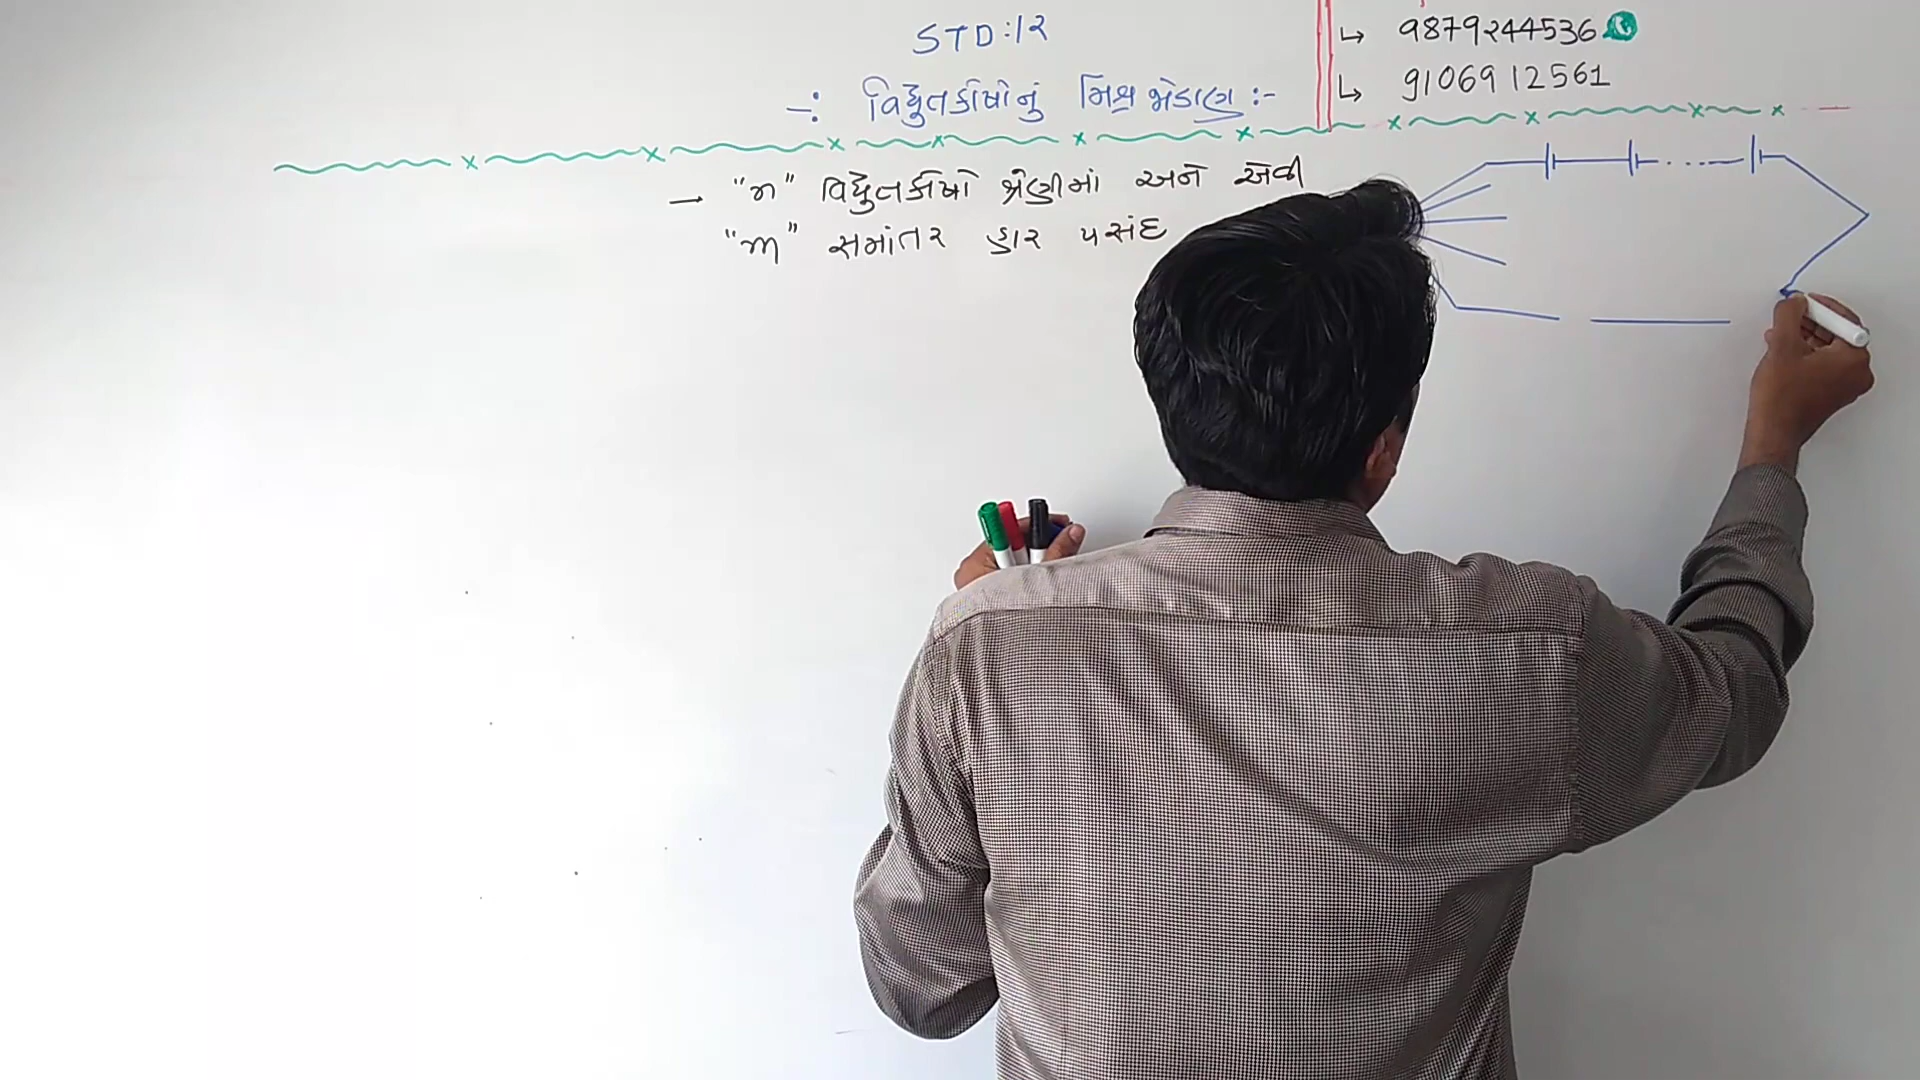 STD:12
-: વિદ્યુતકોષોનું મિશ્ર જોડાણ :-
↳ 9879244536
↳ 9106912561
→ "n" વિદ્યુતકોષો શ્રેણીમાં અને એવી
"m" સમાંતર હાર પસંદ